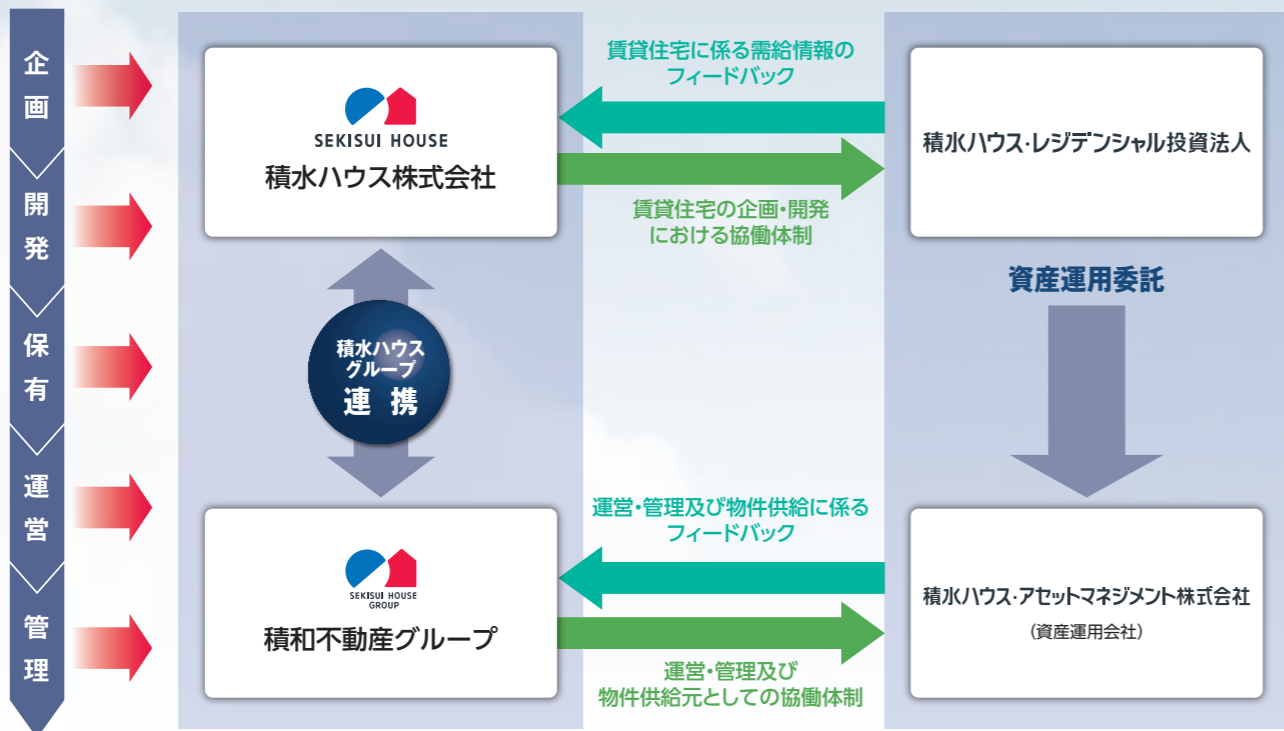 企画
開発
保有
運営
管理
SEKISUI HOUSE
積水ハウス株式会社
賃貸住宅に係る需給情報の
フィードバック
賃貸住宅の企画・開発
における協働体制
積水ハウス・レジデンシャル投資法人
資産運用委託
積水ハウス
グループ
連携
SEKISUI HOUSE
GROUP
積和不動産グループ
運営・管理及び物件供給に係る
フィードバック
運営・管理及び
物件供給元としての協働体制
積水ハウス・アセットマネジメント株式会社
(資産運用会社)